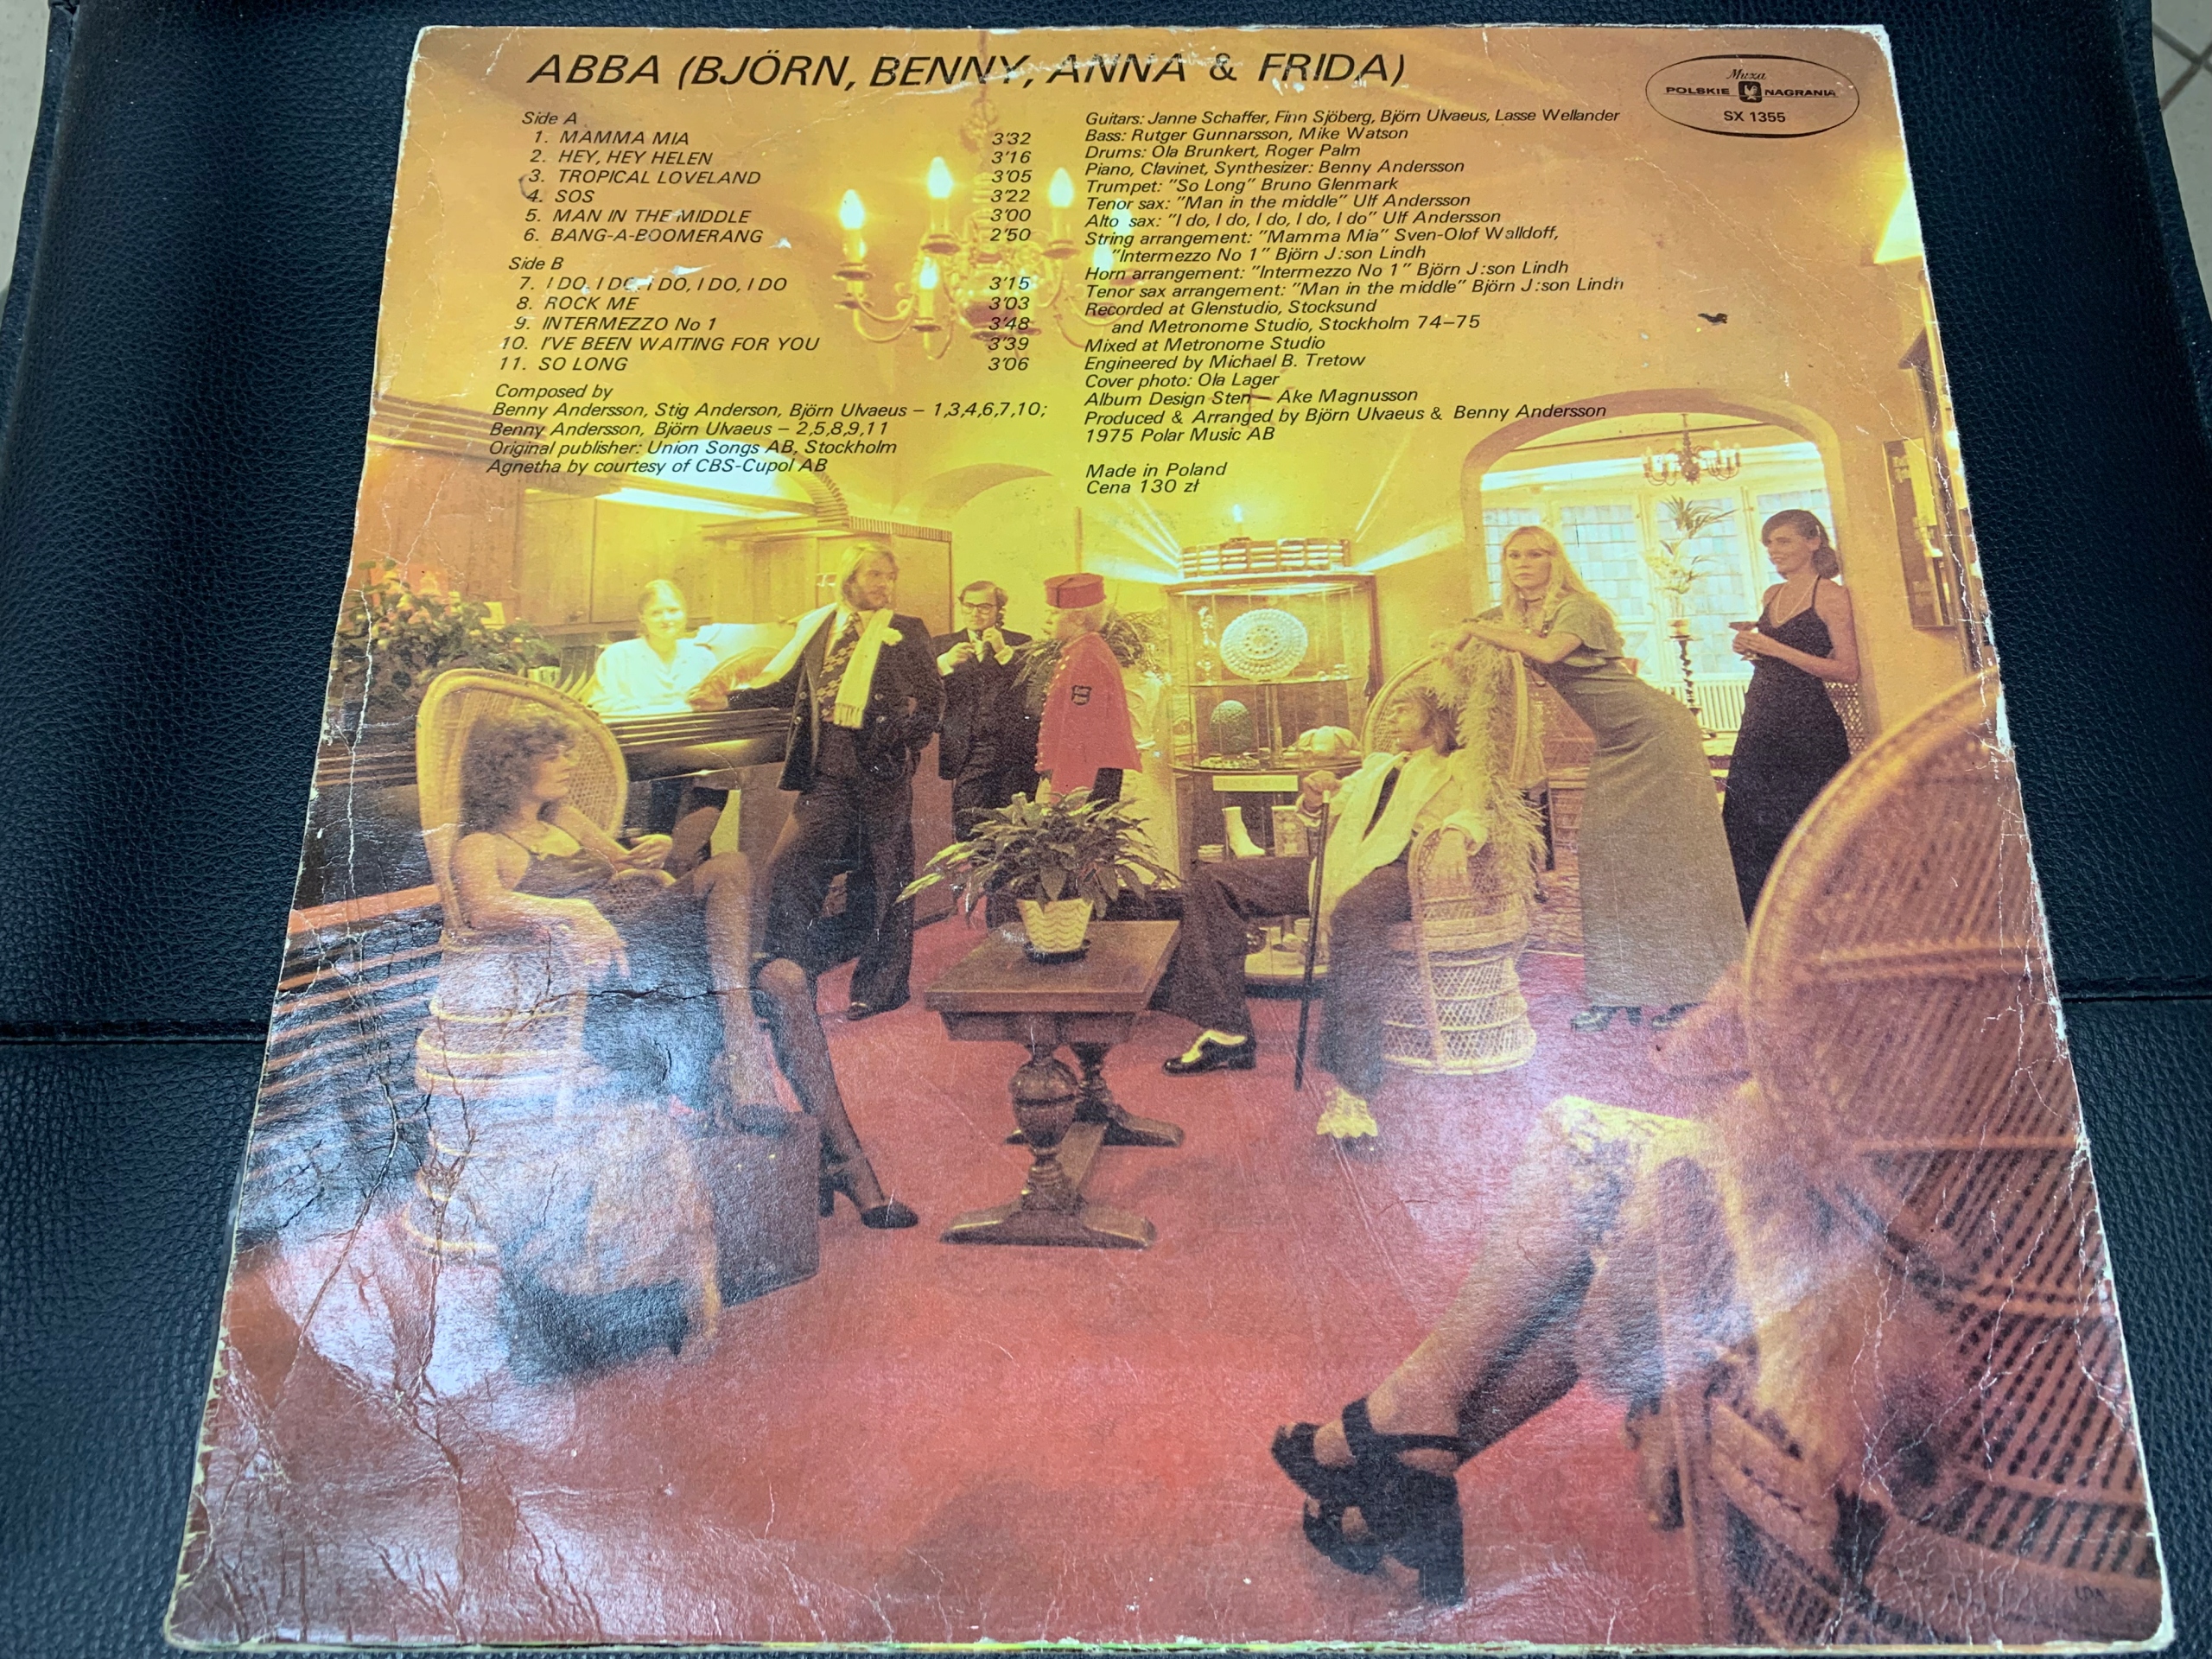 ABBA (BJÖRN, BENNY, ANNA & FRIDA)
Muza
POLSKIE NAGRANIA
SX 1355
Side A
1. MAMMA MIA 3'32
2. HEY, HEY HELEN 3'16
3. TROPICAL LOVELAND 3'05
4. SOS 3'22
5. MAN IN THE MIDDLE 3'00
6. BANG-A-BOOMERANG 2'50
Side B
7. I DO, I DO, I DO, I DO, I DO 3'15
8. ROCK ME 3'03
9. INTERMEZZO No 1 3'48
10. I'VE BEEN WAITING FOR YOU 3'39
11. SO LONG 3'06
Composed by
Benny Andersson, Stig Anderson, Björn Ulvaeus – 1,3,4,6,7,10;
Benny Andersson, Björn Ulvaeus – 2,5,8,9,11
Original publisher: Union Songs AB, Stockholm
Agnetha by courtesy of CBS-Cupol AB
Guitars: Janne Schaffer, Finn Sjöberg, Björn Ulvaeus, Lasse Wellander
Bass: Rutger Gunnarsson, Mike Watson
Drums: Ola Brunkert, Roger Palm
Piano, Clavinet, Synthesizer: Benny Andersson
Trumpet: "So Long" Bruno Glenmark
Tenor sax: "Man in the middle" Ulf Andersson
Alto sax: "I do, I do, I do, I do, I do" Ulf Andersson
String arrangement: "Mamma Mia" Sven-Olof Walldoff,
"Intermezzo No 1" Björn J:son Lindh
Horn arrangement: "Intermezzo No 1" Björn J:son Lindh
Tenor sax arrangement: "Man in the middle" Björn J:son Lindh
Recorded at Glenstudio, Stocksund
and Metronome Studio, Stockholm 74–75
Mixed at Metronome Studio
Engineered by Michael B. Tretow
Cover photo: Ola Lager
Album Design Sten – Ake Magnusson
Produced & Arranged by Björn Ulvaeus & Benny Andersson
1975 Polar Music AB
Made in Poland
Cena 130 zł